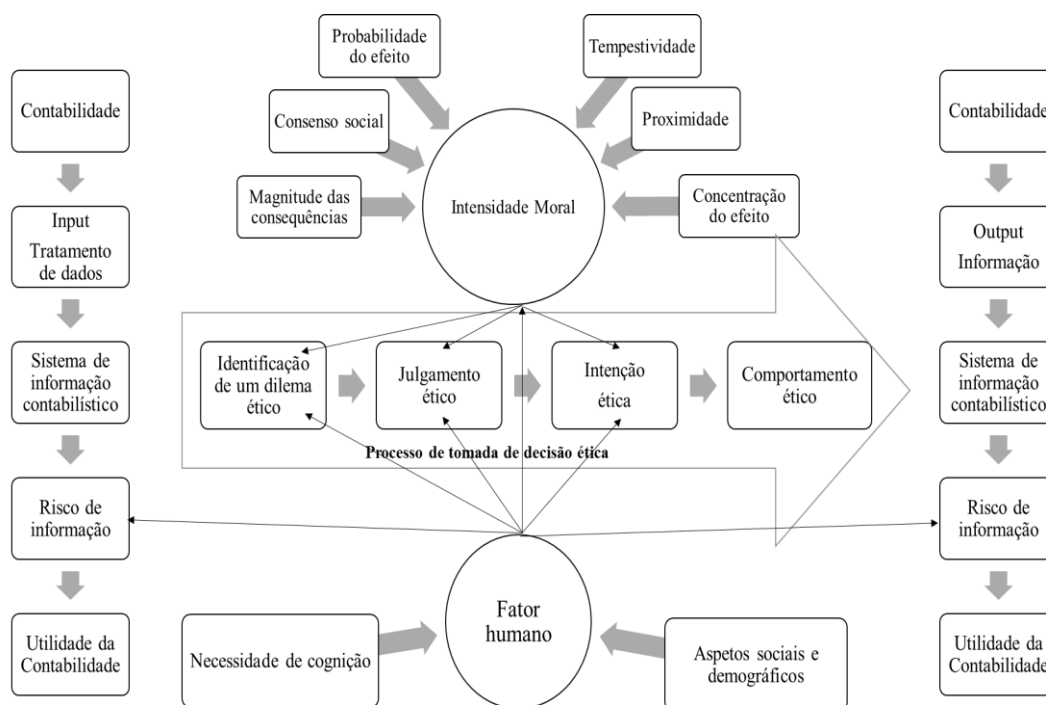 Probabilidade
do efeito
Tempestividade
Contabilidade
Consenso social
Proximidade
Contabilidade
Magnitude das
consequências
Intensidade Moral
Concentração
do efeito
Input
Tratamento
de dados
Output
Informação
Sistema de
informação
contabilístico
Identificação
de um dilema
ético
Julgamento
ético
Intenção
ética
Comportamento
ético
Sistema de
informação
contabilístico
Processo de tomada de decisão ética
Risco de
informação
Risco de
informação
Fator
humano
Utilidade da
Contabilidade
Necessidade de cognição
Aspetos sociais e
demográficos
Utilidade da
Contabilidade